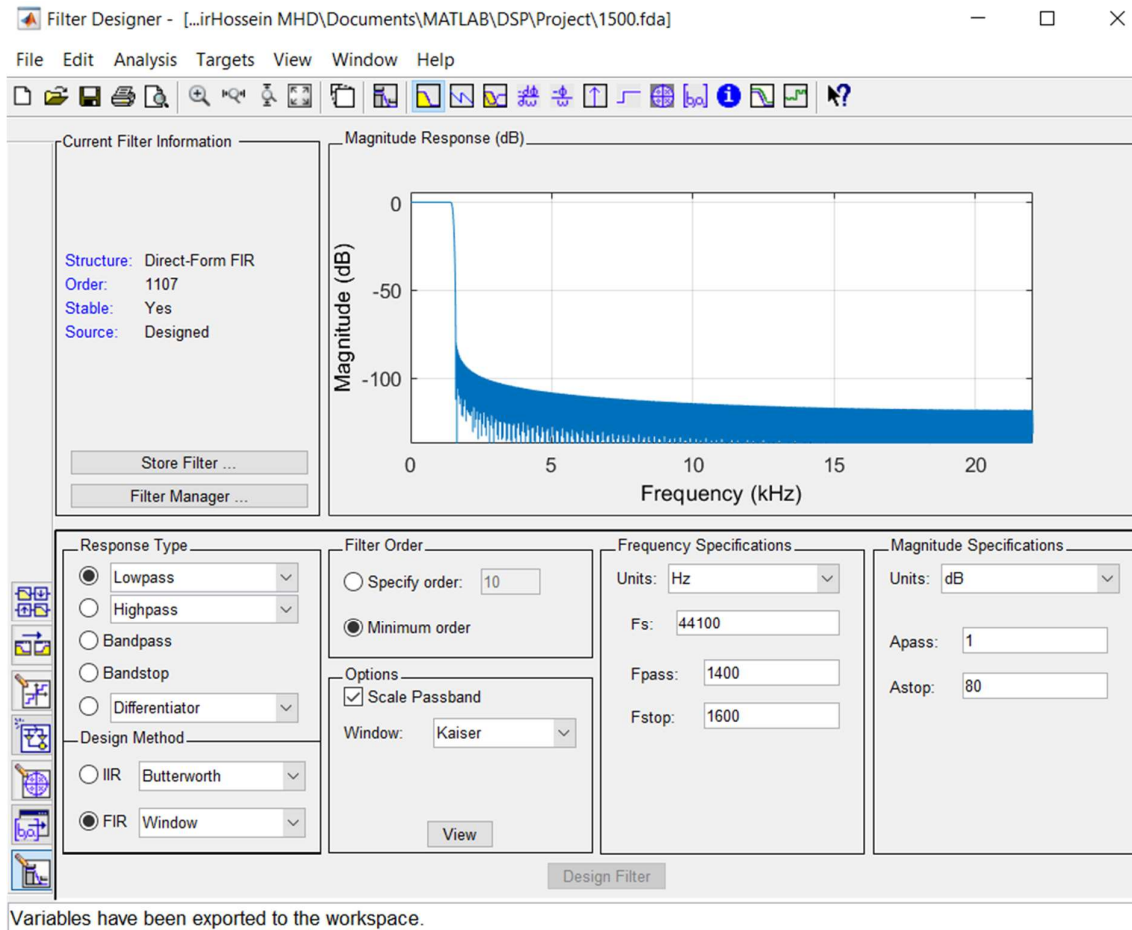 Filter Designer - [...irHossein MHD\Documents\MATLAB\DSP\Project\1500.fda]
File Edit Analysis Targets View Window Help
Current Filter Information
Structure: Direct-Form FIR
Order: 1107
Stable: Yes
Source: Designed
Store Filter ...
Filter Manager ...
Magnitude Response (dB)
Magnitude (dB)
0
-50
-100
0 5 10 15 20
Frequency (kHz)
Response Type
Lowpass
Highpass
Bandpass
Bandstop
Differentiator
Design Method
IIR Butterworth
FIR Window
Filter Order
Specify order: 10
Minimum order
Options
Scale Passband
Window: Kaiser
View
Frequency Specifications
Units: Hz
Fs: 44100
Fpass: 1400
Fstop: 1600
Magnitude Specifications
Units: dB
Apass: 1
Astop: 80
Design Filter
Variables have been exported to the workspace.